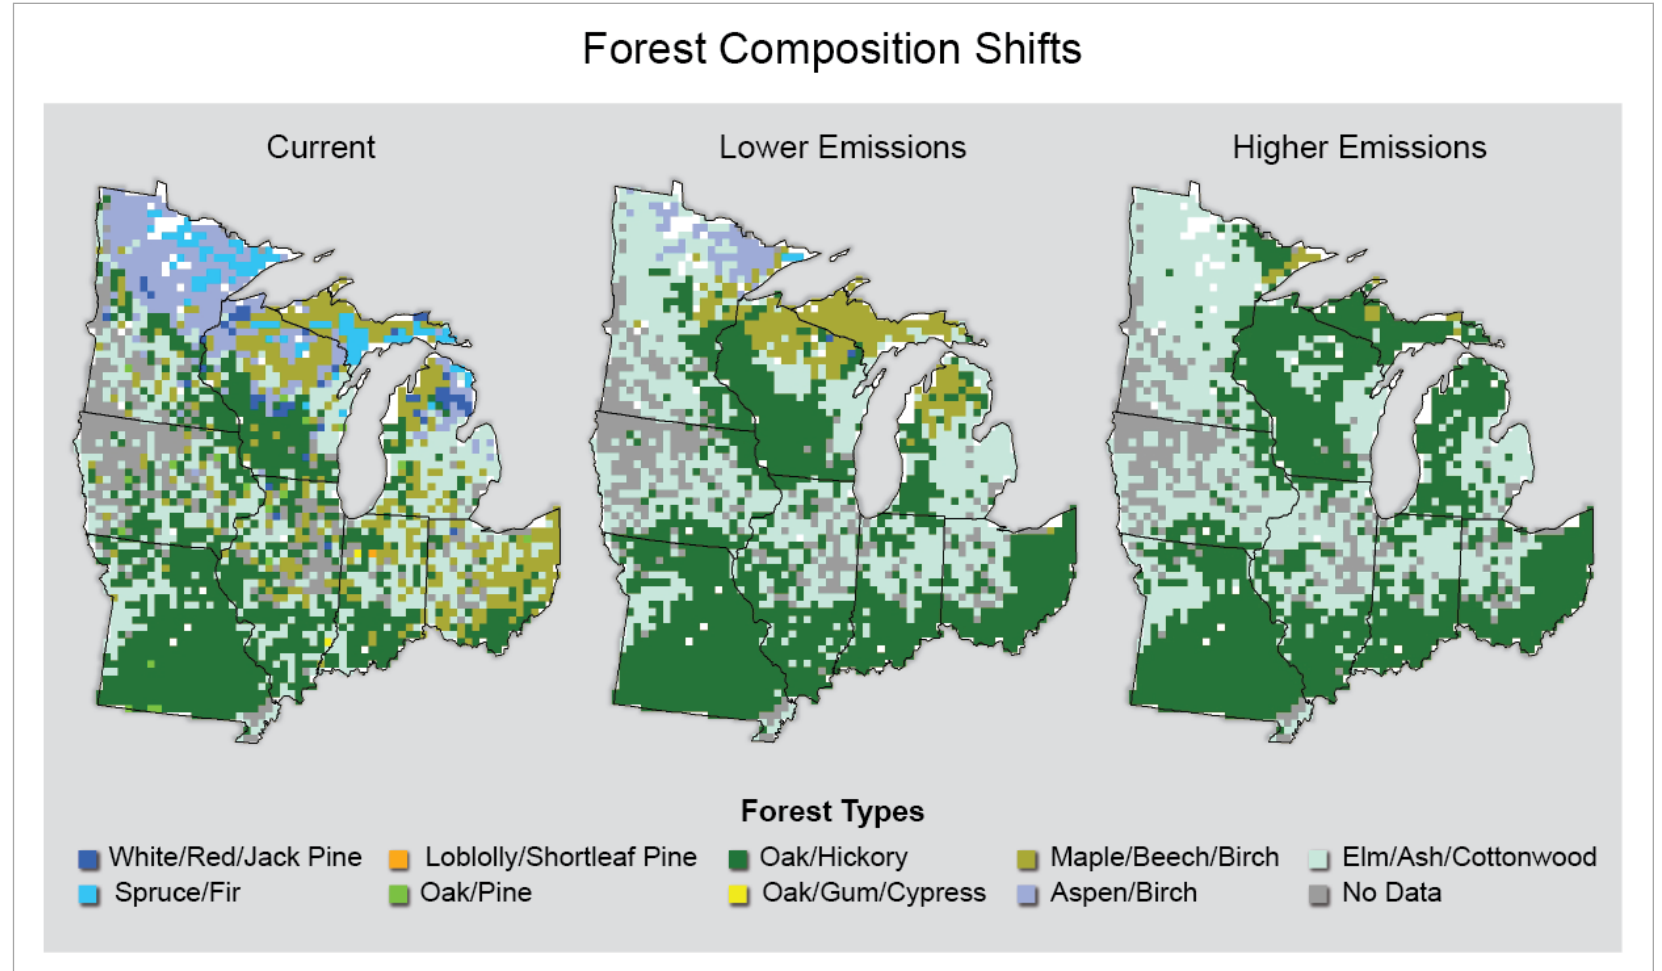 Forest Composition Shifts
Current
Lower Emissions
Higher Emissions
Forest Types
White/Red/Jack Pine
Loblolly/Shortleaf Pine
Oak/Hickory
Maple/Beech/Birch
Elm/Ash/Cottonwood
Spruce/Fir
Oak/Pine
Oak/Gum/Cypress
Aspen/Birch
No Data